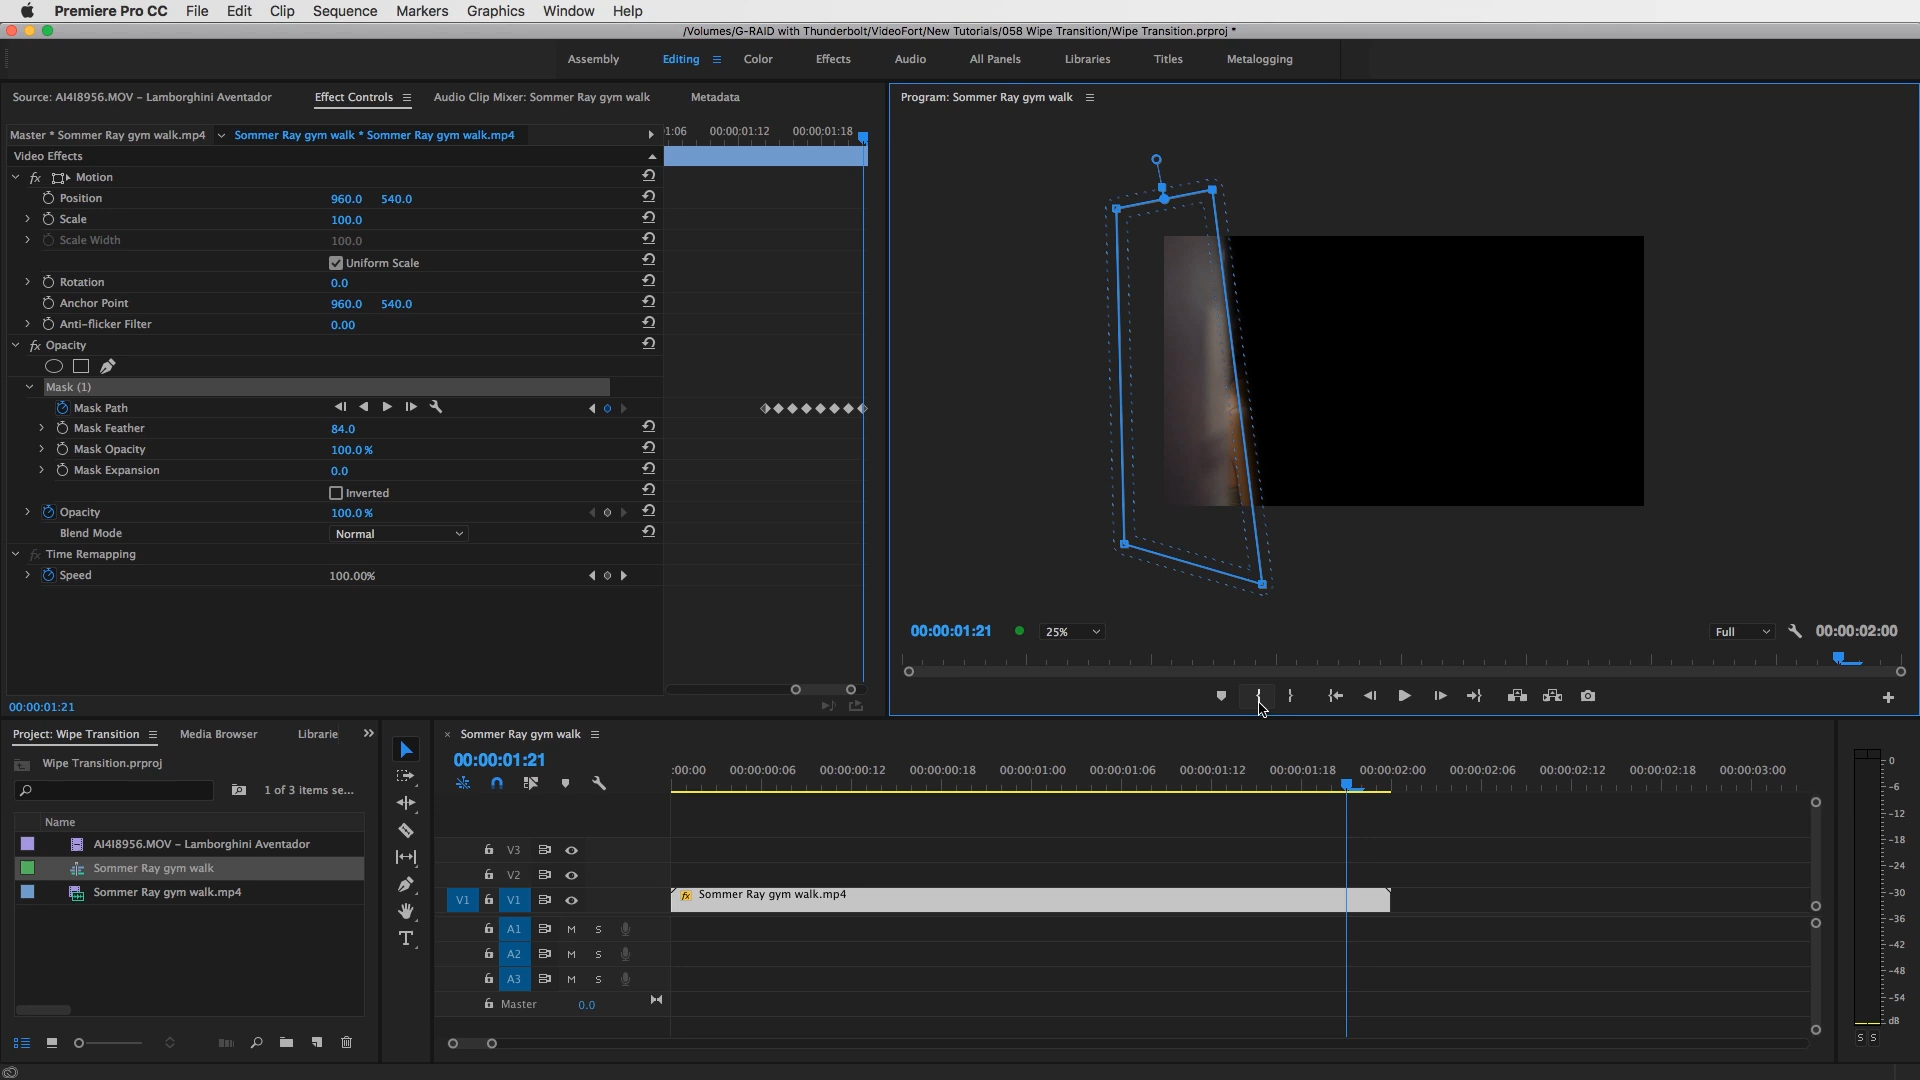 Premiere Pro CC File Edit Clip Sequence Markers Graphics Window Help
/Volumes/G-RAID with Thunderbolt/VideoFort/New Tutorials/058 Wipe Transition/Wipe Transition.prproj *
Assembly Editing Color Effects Audio All Panels Libraries Titles Metalogging
Source: AI4I8956.MOV - Lamborghini Aventador Effect Controls Audio Clip Mixer: Sommer Ray gym walk Metadata
Program: Sommer Ray gym walk
Master * Sommer Ray gym walk.mp4 Sommer Ray gym walk * Sommer Ray gym walk.mp4
1:06 00:00:01:12 00:00:01:18
Video Effects
fx Motion
Position 960.0 540.0
Scale 100.0
Scale Width 100.0
Uniform Scale
Rotation 0.0
Anchor Point 960.0 540.0
Anti-flicker Filter 0.00
fx Opacity
Mask (1)
Mask Path
Mask Feather 84.0
Mask Opacity 100.0 %
Mask Expansion 0.0
Inverted
Opacity 100.0 %
Blend Mode Normal
fx Time Remapping
Speed 100.00%
00:00:01:21
00:00:01:21 25% Full 00:00:02:00
Project: Wipe Transition Media Browser Librarie
Wipe Transition.prproj
1 of 3 items se...
Name
AI4I8956.MOV - Lamborghini Aventador
Sommer Ray gym walk
Sommer Ray gym walk.mp4
× Sommer Ray gym walk
00:00:01:21
:00:00 00:00:00:06 00:00:00:12 00:00:00:18 00:00:01:00 00:00:01:06 00:00:01:12 00:00:01:18 00:00:02:00 00:00:02:06 00:00:02:12 00:00:02:18 00:00:03:00
V3
V2
V1 V1 fx Sommer Ray gym walk.mp4
A1 M S
A2 M S
A3 M S
Master 0.0
T
0
-6
-12
-18
-24
-30
-36
-42
-48
-54
dB
S S